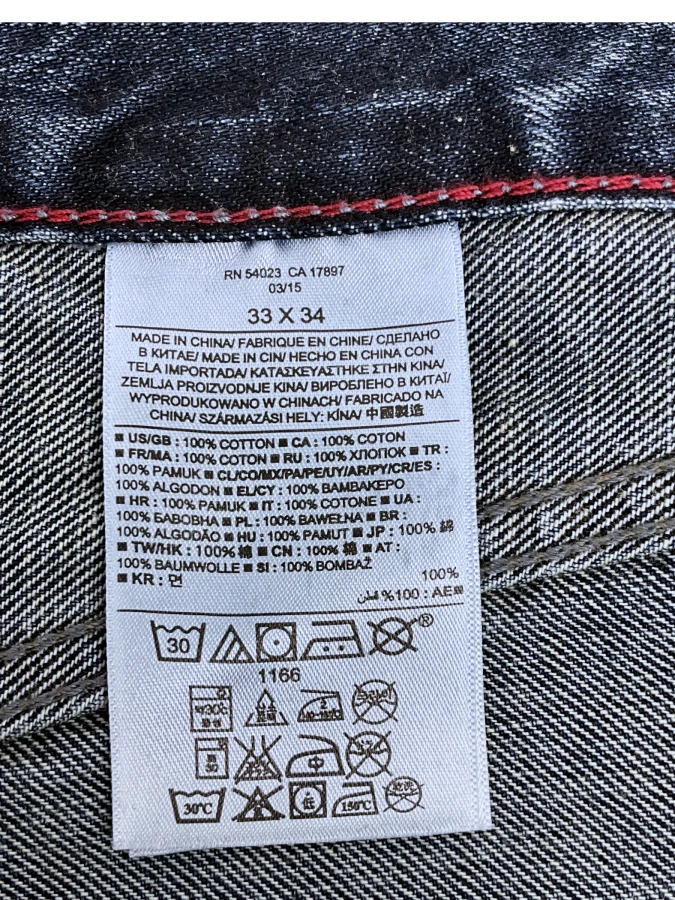 RN 54023 CA 17897
03/15
33 X 34
MADE IN CHINA/ FABRIQUE EN CHINE/ СДЕЛАНО
В КИТАЕ/ MADE IN CIN/ HECHO EN CHINA CON
TELA IMPORTADA/ ΚΑΤΑΣΚΕΥΑΣΤΗΚΕ ΣΤΗΝ ΚΙΝΑ/
ZEMLJA PROIZVODNJE KINA/ ВИРОБЛЕНО В КИТАЇ/
WYPRODUKOWANO W CHINACH/ FABRICADO NA
CHINA/ SZÁRMAZÁSI HELY: KÍNA/ 中國製造
■ US/GB : 100% COTTON ■ CA : 100% COTON
■ FR/MA : 100% COTON ■ RU : 100% ХЛОПОК ■ TR :
100% PAMUK ■ CL/CO/MX/PA/PE/UY/AR/PY/CR/ES :
100% ALGODON ■ EL/CY : 100% ΒΑΜΒΑΚΕΡΟ
■ HR : 100% PAMUK ■ IT : 100% COTONE ■ UA :
100% БАВОВНА ■ PL : 100% BAWEŁNA ■ BR :
100% ALGODÃO ■ HU : 100% PAMUT ■ JP : 100% 綿
■ TW/HK : 100% 棉 ■ CN : 100% 棉 ■ AT :
100% BAUMWOLLE ■ SI : 100% BOMBAŽ
■ KR : 면 100%
■ AE : 100% قطن
30 ®
1166
중성
中
30°C 低 150°C 乾洗